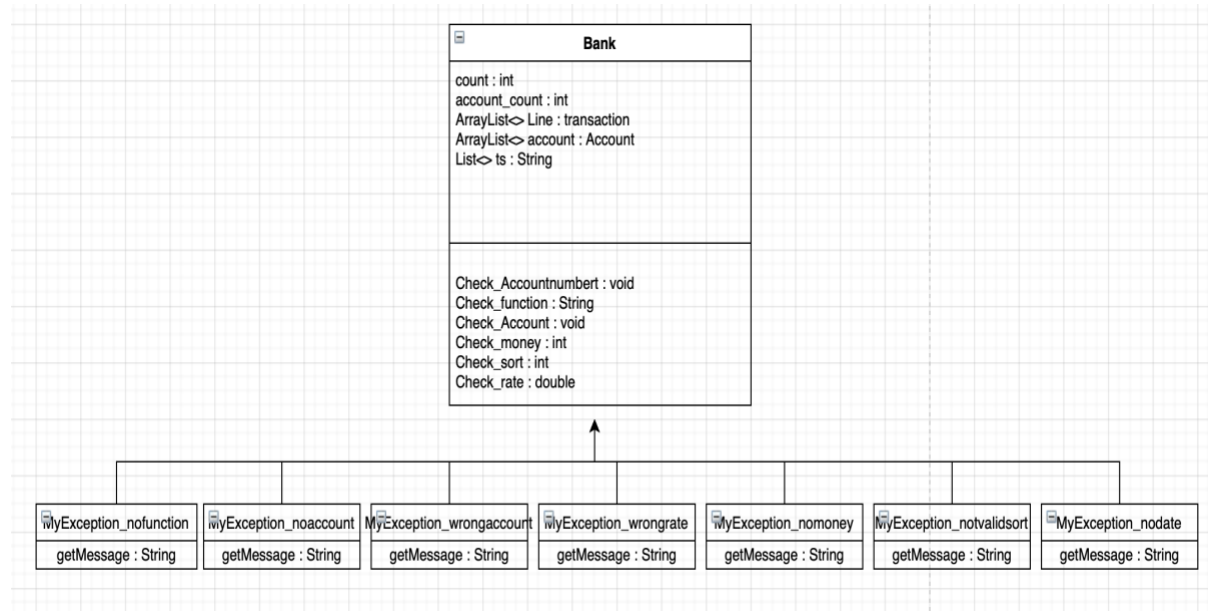 Bank
count : int
account_count : int
ArrayList<> Line : transaction
ArrayList<> account : Account
List<> ts : String
Check_Accountnumbert : void
Check_function : String
Check_Account : void
Check_money : int
Check_sort : int
Check_rate : double
MyException_nofunction
getMessage : String
MyException_noaccount
getMessage : String
MyException_wrongaccount
getMessage : String
MyException_wrongrate
getMessage : String
MyException_nomoney
getMessage : String
MyException_notvalidsort
getMessage : String
MyException_nodate
getMessage : String